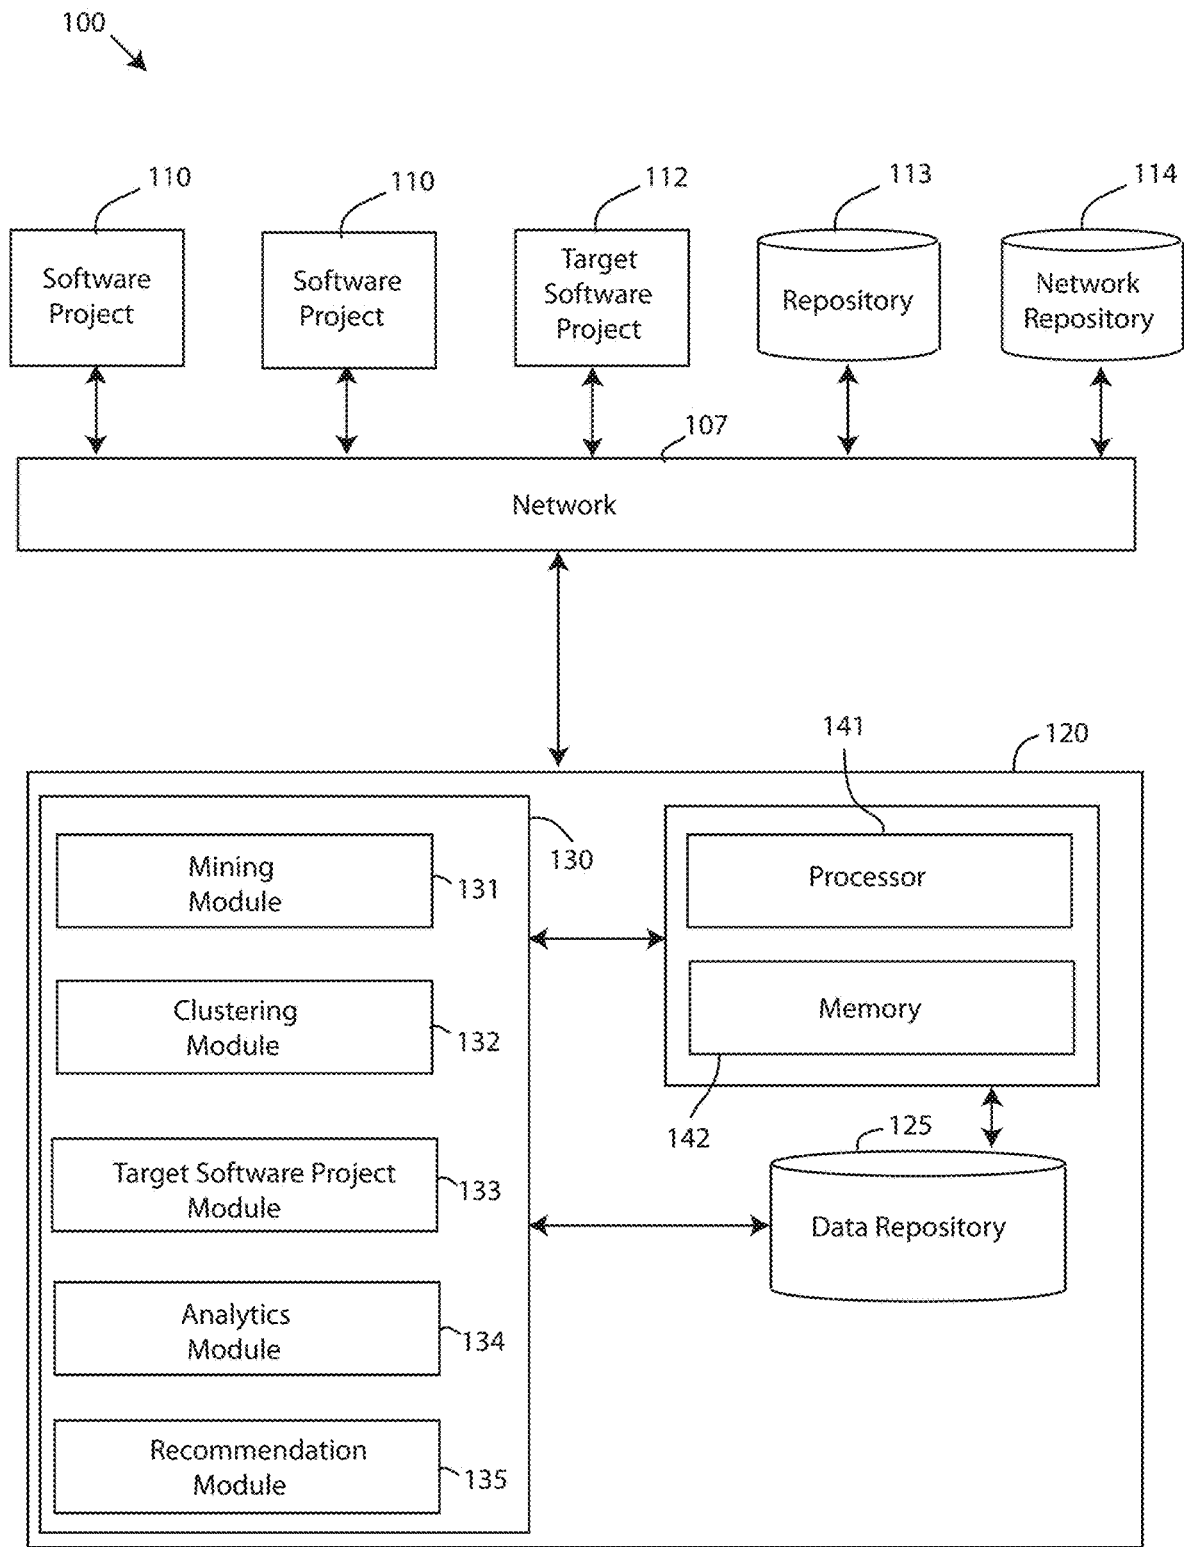 100
110
110
112
113
114
Software
Project
Software
Project
Target
Software
Project
Repository
Network
Repository
107
Network
120
141
130
Mining
Module
131
Processor
Clustering
Module
132
Memory
142
125
Target Software Project
Module
133
Data Repository
Analytics
Module
134
Recommendation
Module
135